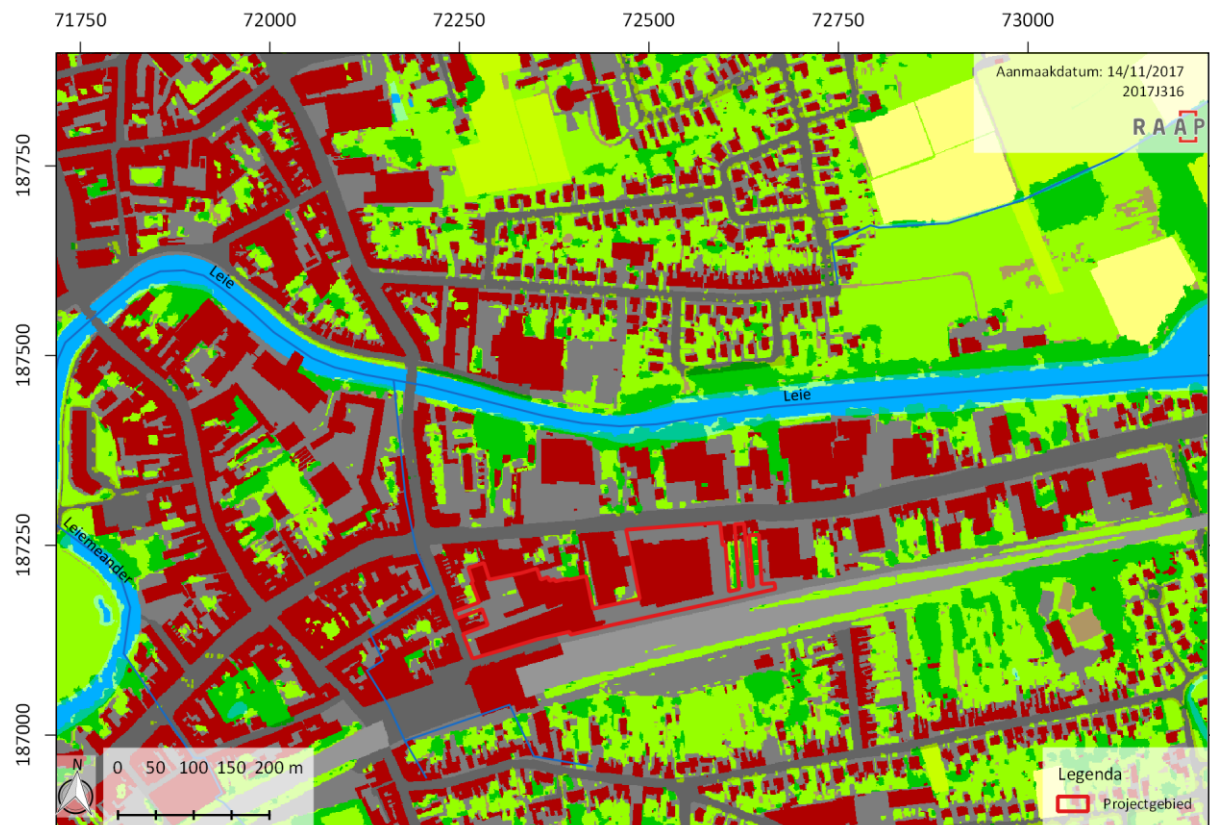 71750 72000 72250 72500 72750 73000
Aanmaakdatum: 14/11/2017
2017J316
RAAP
187750
187500
187250
187000
Leie
Leie
Leiemeander
N
0 50 100 150 200 m
Legenda
Projectgebied